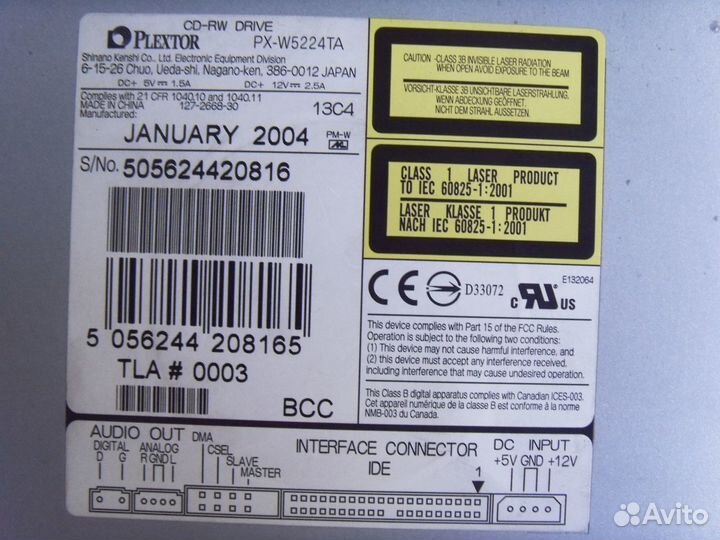 CD-RW DRIVE
PLEXTOR PX-W5224TA
Shinano Kenshi Co., Ltd. Electronic Equipment Division
6-15-26 Chuo, Ueda-shi, Nagano-ken, 386-0012 JAPAN
DC+ 5V 1.5A DC+ 12V 2.5A
Complies with 21 CFR 1040.10 and 1040.11
MADE IN CHINA 127-2668-30
Manufactured: 13C4
JANUARY 2004 PM-W
S/No. 505624420816
5 056244 208165
TLA # 0003
BCC
CAUTION -CLASS 3B INVISIBLE LASER RADIATION
WHEN OPEN AVOID EXPOSURE TO THE BEAM
VORSICHT-KLASSE 3B UNSICHTBARE LASERSTRAHLUNG,
WENN ABDECKUNG GEÖFFNET.
NICHT DEM STRAHL AUSSETZEN.
CLASS 1 LASER PRODUCT
TO IEC 60825-1:2001
LASER KLASSE 1 PRODUKT
NACH IEC 60825-1:2001
E132064
CE D33072 c RU US
This device complies with Part 15 of the FCC Rules.
Operation is subject to the following two conditions:
(1) This device may not cause harmful interference, and
(2) this device must accept any interference received,
including interference that may cause undesired operation.
This Class B digital apparatus complies with Canadian ICES-003.
Cet appareil numérique de la classe B est conforme à la norme
NMB-003 du Canada.
AUDIO OUT
DIGITAL ANALOG
D G R GND L
DMA
CSEL
SLAVE
MASTER
INTERFACE CONNECTOR
IDE
1
DC INPUT
+5V GND +12V
Avito